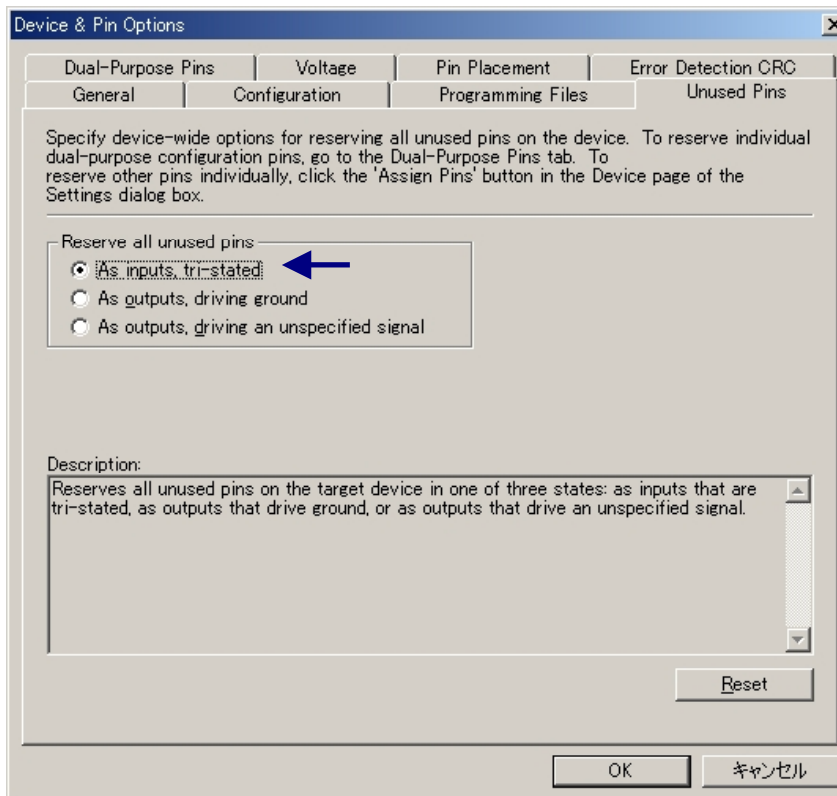 Device & Pin Options
Dual-Purpose Pins
Voltage
Pin Placement
Error Detection CRC
General
Configuration
Programming Files
Unused Pins
Specify device-wide options for reserving all unused pins on the device. To reserve individual
dual-purpose configuration pins, go to the Dual-Purpose Pins tab. To
reserve other pins individually, click the 'Assign Pins' button in the Device page of the
Settings dialog box.
Reserve all unused pins
As inputs, tri-stated
As outputs, driving ground
As outputs, driving an unspecified signal
Description:
Reserves all unused pins on the target device in one of three states: as inputs that are
tri-stated, as outputs that drive ground, or as outputs that drive an unspecified signal.
Reset
OK
キャンセル